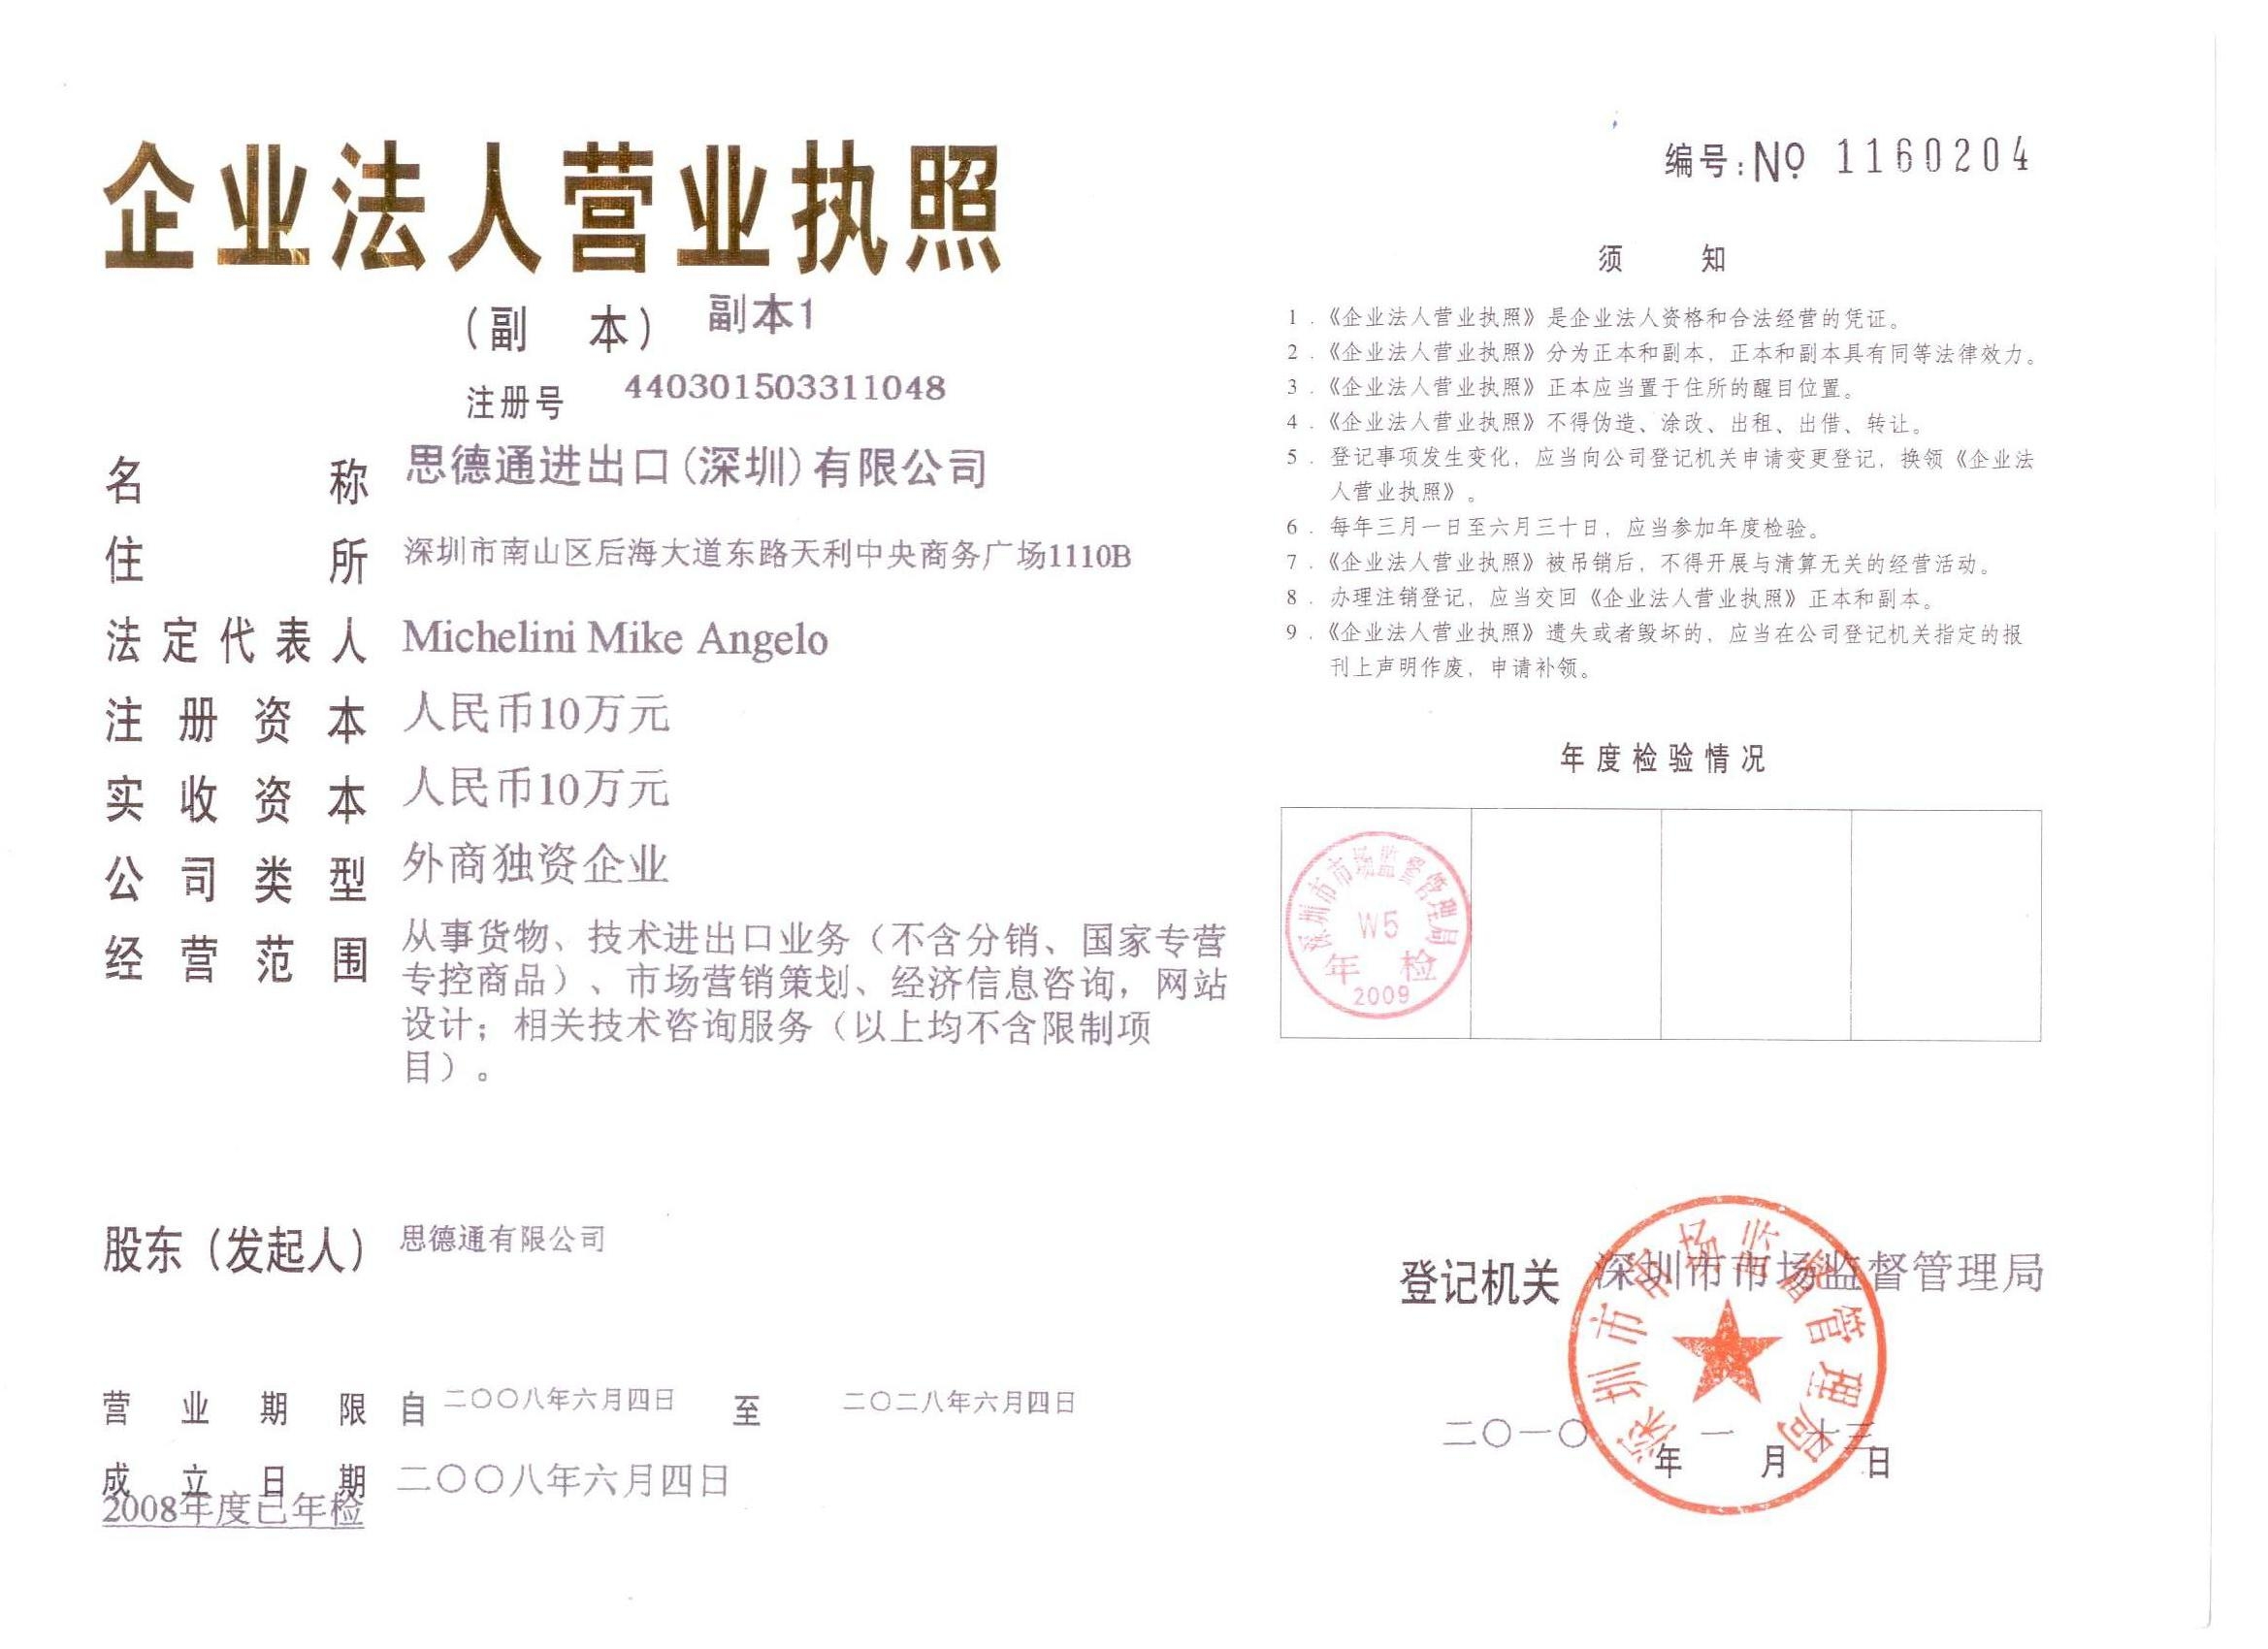 企业法人营业执照
（副 本） 副本1
注册号 440301503311048
名 称 思德通进出口(深圳)有限公司
住 所 深圳市南山区后海大道东路天利中央商务广场1110B
法定代表人 Michelini Mike Angelo
注册资本 人民币10万元
实收资本 人民币10万元
公司类型 外商独资企业
经营范围 从事货物、技术进出口业务（不含分销、国家专营
专控商品）、市场营销策划、经济信息咨询，网站
设计；相关技术咨询服务（以上均不含限制项
目）。
股东（发起人） 思德通有限公司
营业期限 自 二〇〇八年六月四日 至 二〇二八年六月四日
成立日期 二〇〇八年六月四日
2008年度已年检
编号：No 1160204
须 知
1．《企业法人营业执照》是企业法人资格和合法经营的凭证。
2．《企业法人营业执照》分为正本和副本，正本和副本具有同等法律效力。
3．《企业法人营业执照》正本应当置于住所的醒目位置。
4．《企业法人营业执照》不得伪造、涂改、出租、出借、转让。
5．登记事项发生变化，应当向公司登记机关申请变更登记，换领《企业法
人营业执照》。
6．每年三月一日至六月三十日，应当参加年度检验。
7．《企业法人营业执照》被吊销后，不得开展与清算无关的经营活动。
8．办理注销登记，应当交回《企业法人营业执照》正本和副本。
9．《企业法人营业执照》遗失或者毁坏的，应当在公司登记机关指定的报
刊上声明作废，申请补领。
年度检验情况
深圳市市场监督管理局
W5
年 检
2009
登记机关 深圳市市场监督管理局
深圳市市场监督管理局
二〇一〇年一月十三日